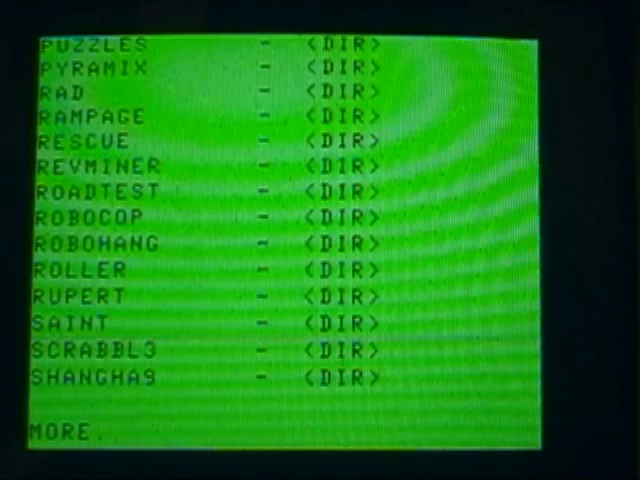 PUZZLES - <DIR>
PYRAMIX - <DIR>
RAD - <DIR>
RAMPAGE - <DIR>
RESCUE - <DIR>
REVMINER - <DIR>
ROADTEST - <DIR>
ROBOCOP - <DIR>
ROBOHANG - <DIR>
ROLLER - <DIR>
RUPERT - <DIR>
SAINT - <DIR>
SCRABBL3 - <DIR>
SHANGHA9 - <DIR>
MORE.